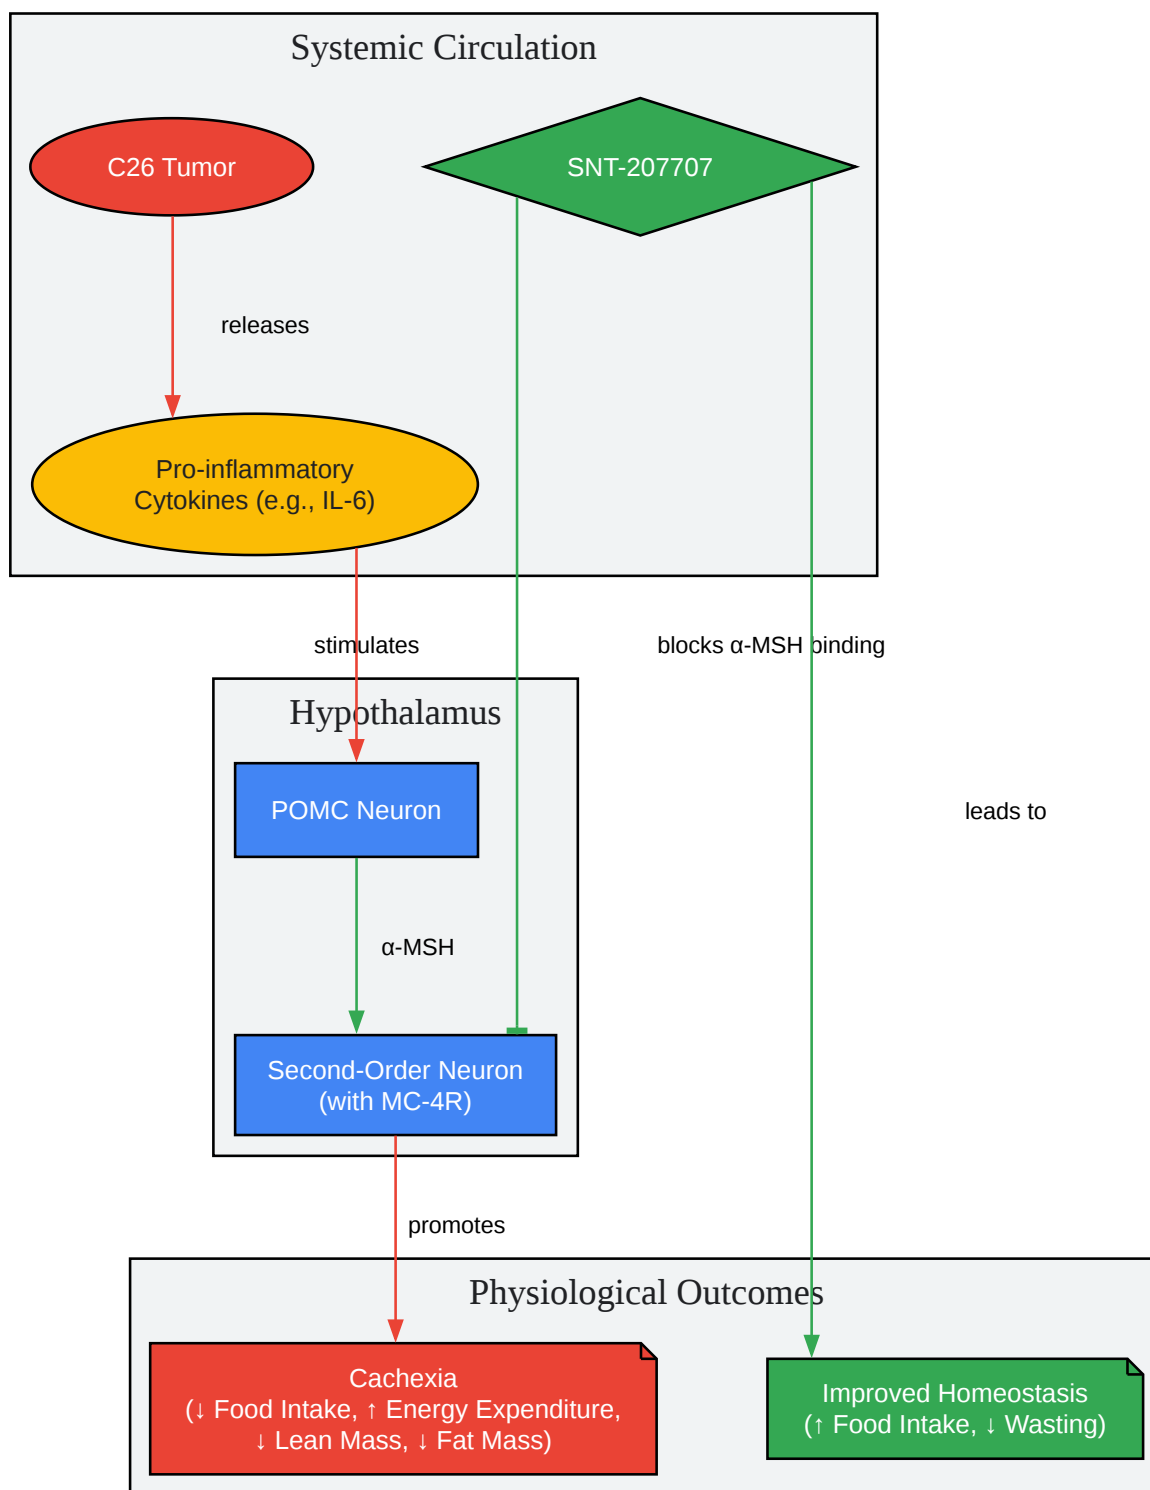 Systemic Circulation
C26 Tumor
SNT-207707
releases
Pro-inflammatory
Cytokines (e.g., IL-6)
stimulates
blocks α-MSH binding
Hypothalamus
POMC Neuron
leads to
α-MSH
Second-Order Neuron
(with MC-4R)
promotes
Physiological Outcomes
Cachexia
(↓ Food Intake, ↑ Energy Expenditure,
↓ Lean Mass, ↓ Fat Mass)
Improved Homeostasis
(↑ Food Intake, ↓ Wasting)